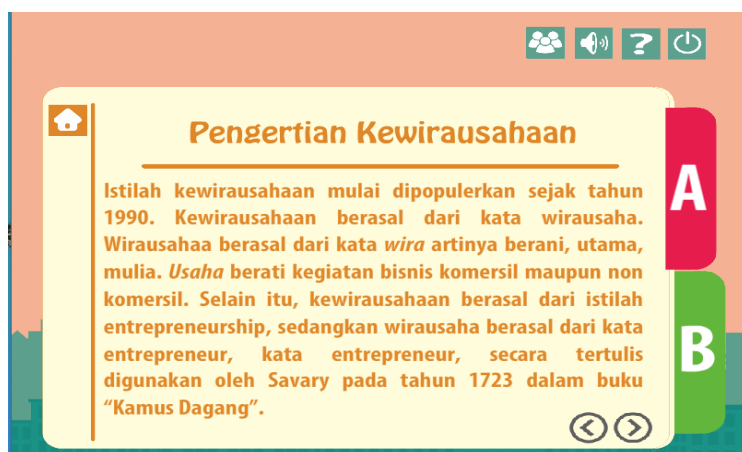 Pengertian Kewirausahaan
Istilah kewirausahaan mulai dipopulerkan sejak tahun
1990. Kewirausahaan berasal dari kata wirausaha.
Wirausahaa berasal dari kata wira artinya berani, utama,
mulia. Usaha berati kegiatan bisnis komersil maupun non
komersil. Selain itu, kewirausahaan berasal dari istilah
entrepreneurship, sedangkan wirausaha berasal dari kata
entrepreneur, kata entrepreneur, secara tertulis
digunakan oleh Savary pada tahun 1723 dalam buku
“Kamus Dagang”.
A
B